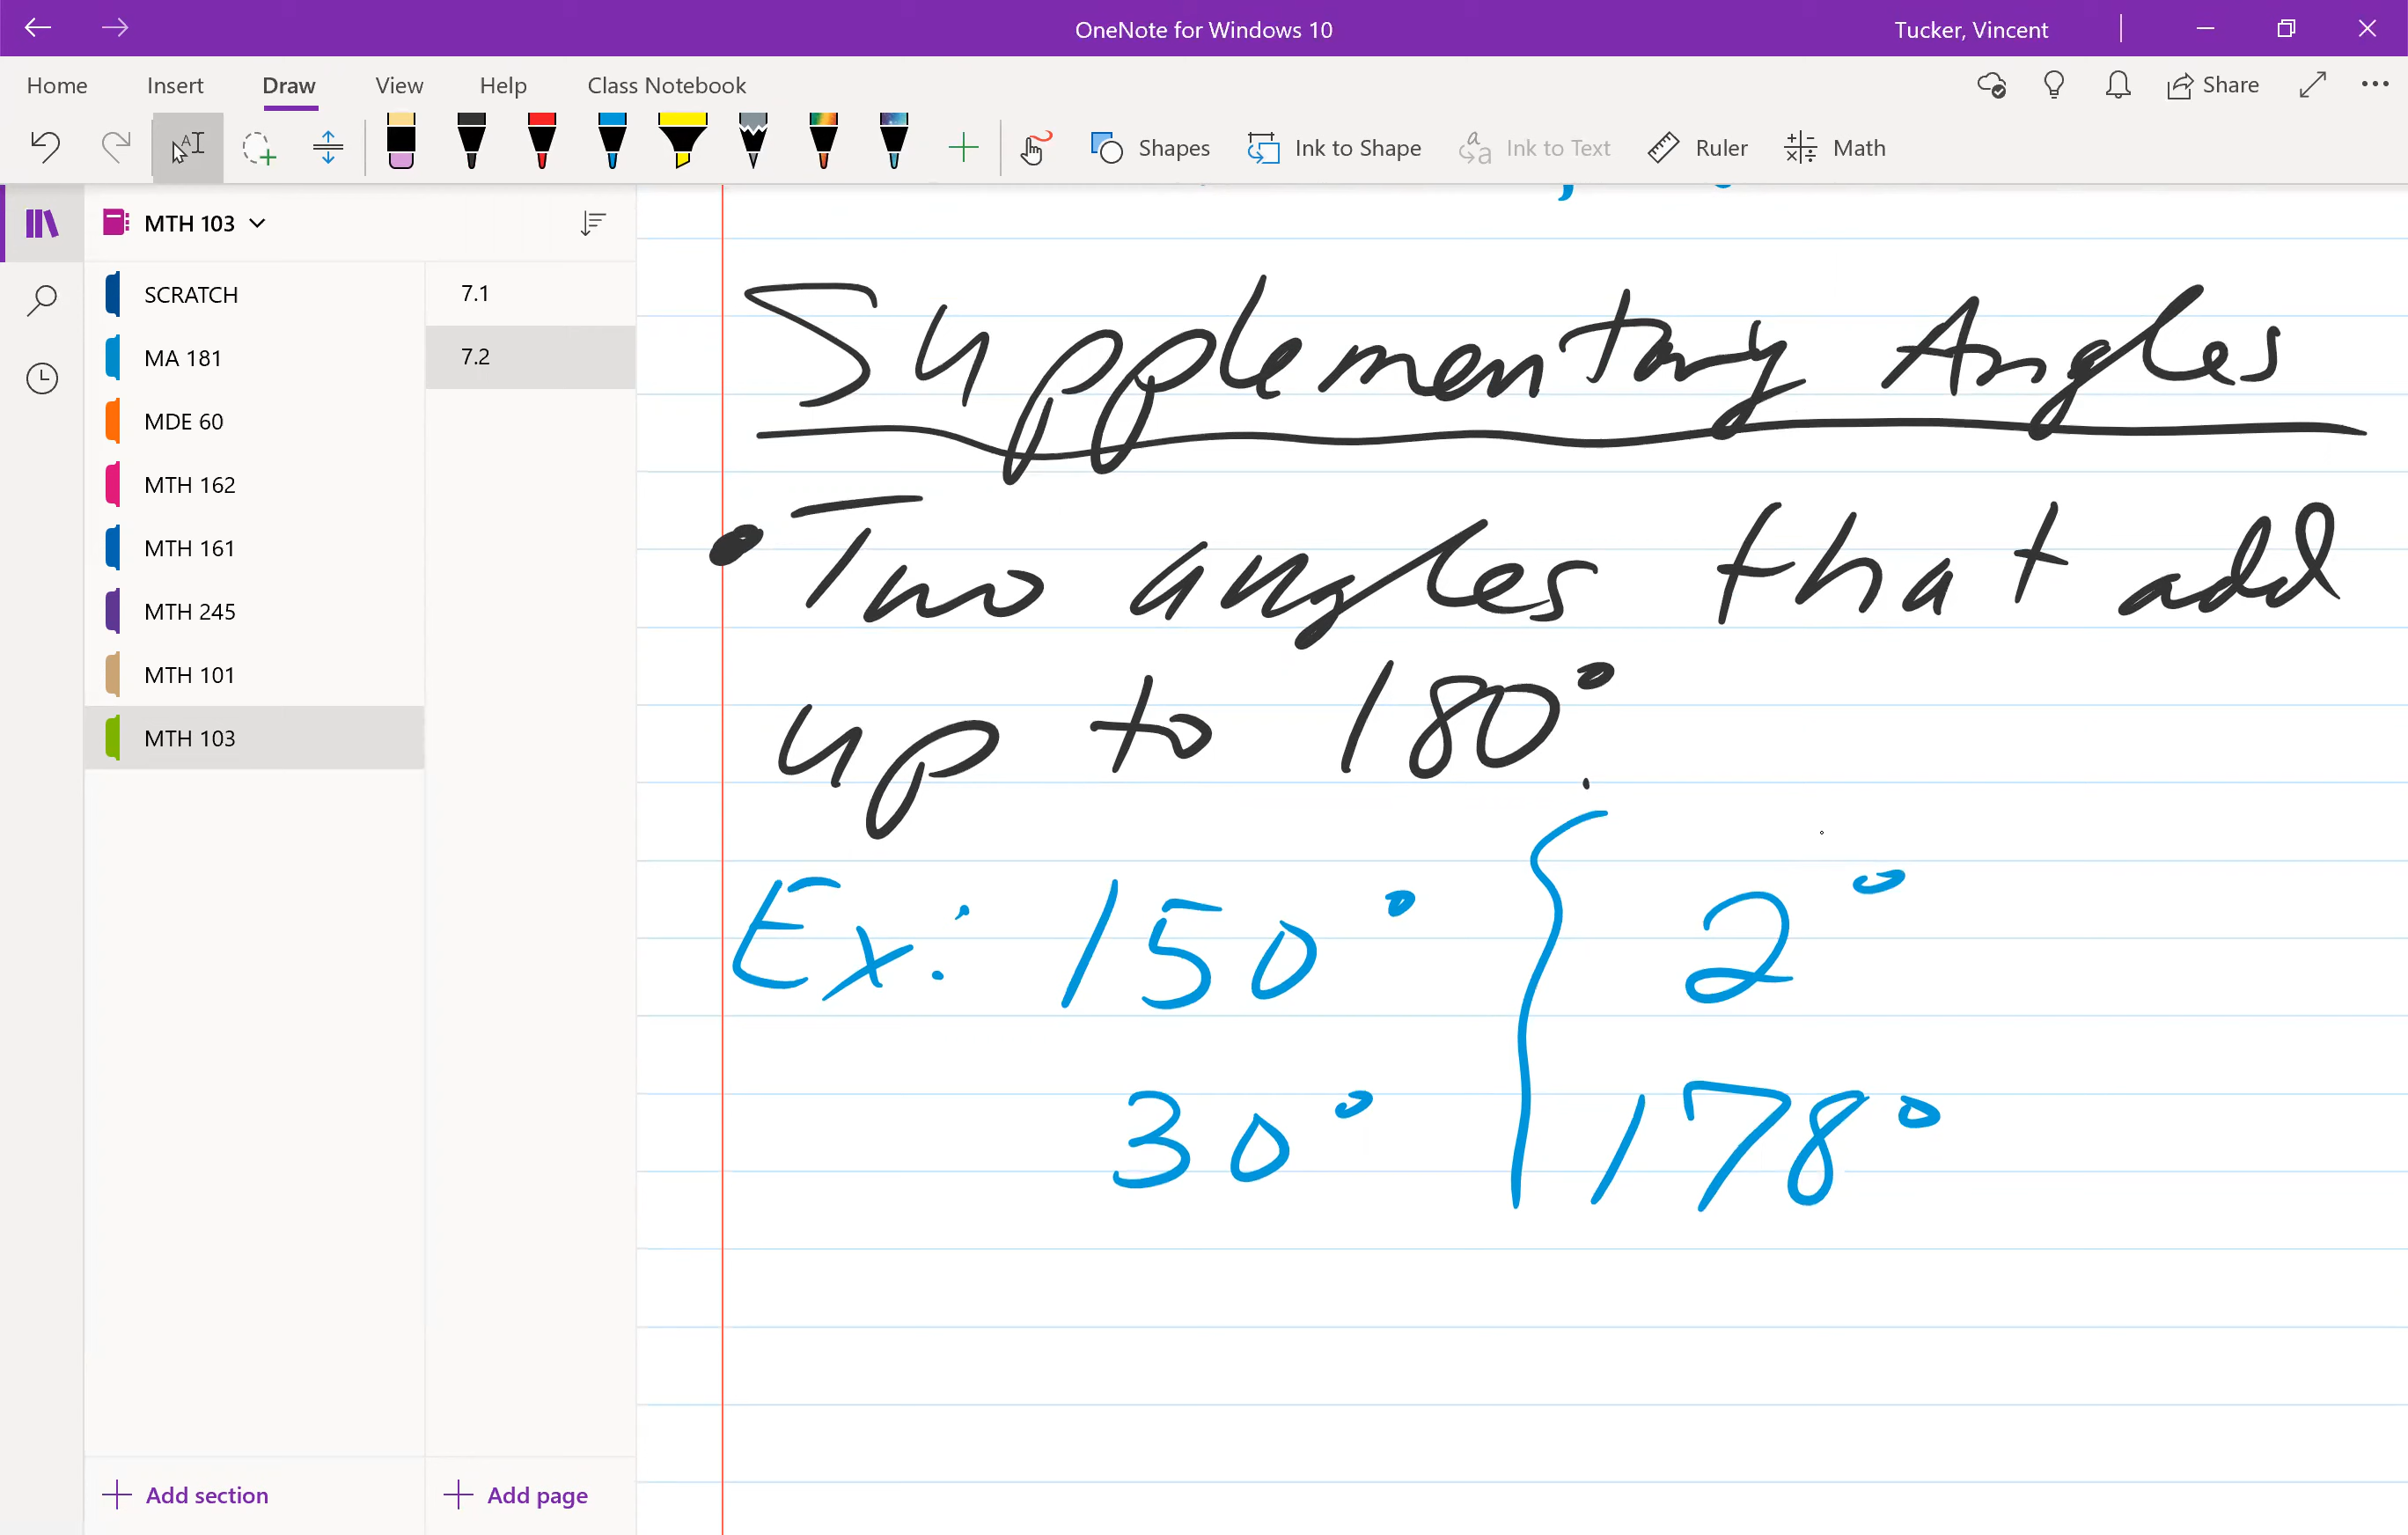 OneNote for Windows 10
Tucker, Vincent
Home Insert Draw View Help Class Notebook
Share
Shapes Ink to Shape Ink to Text Ruler Math
MTH 103
SCRATCH
MA 181
MDE 60
MTH 162
MTH 161
MTH 245
MTH 101
MTH 103
Add section
7.1
7.2
Add page
Supplementary Angles
• Two angles that add
up to 180°.
Ex: 150° 2°
30° 178°